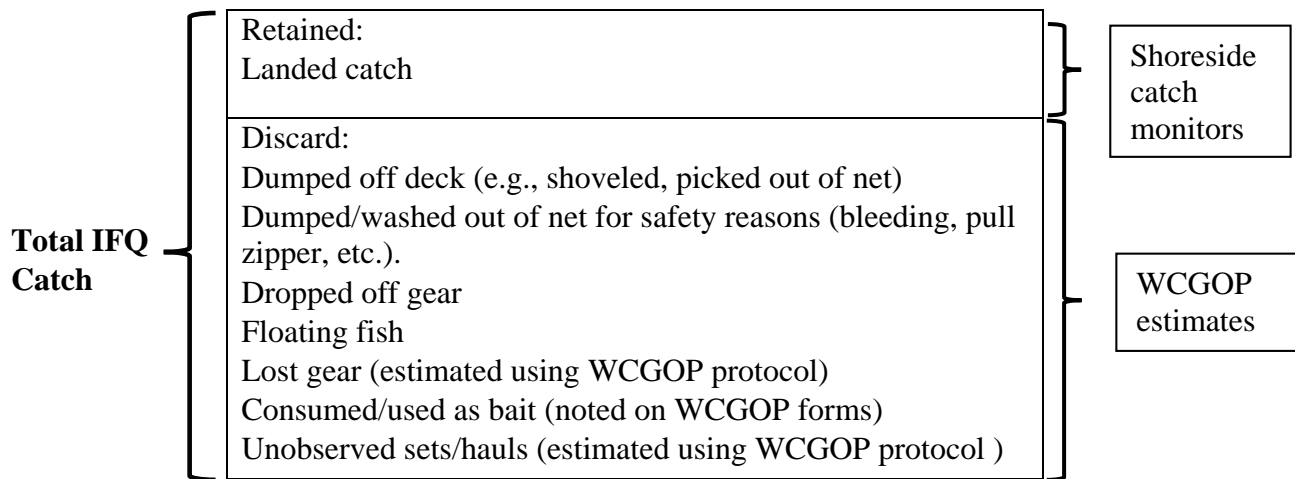 Total IFQ
Catch
Retained:
Landed catch
Discard:
Dumped off deck (e.g., shoveled, picked out of net)
Dumped/washed out of net for safety reasons (bleeding, pull
zipper, etc.).
Dropped off gear
Floating fish
Lost gear (estimated using WCGOP protocol)
Consumed/used as bait (noted on WCGOP forms)
Unobserved sets/hauls (estimated using WCGOP protocol )
Shoreside
catch
monitors
WCGOP
estimates